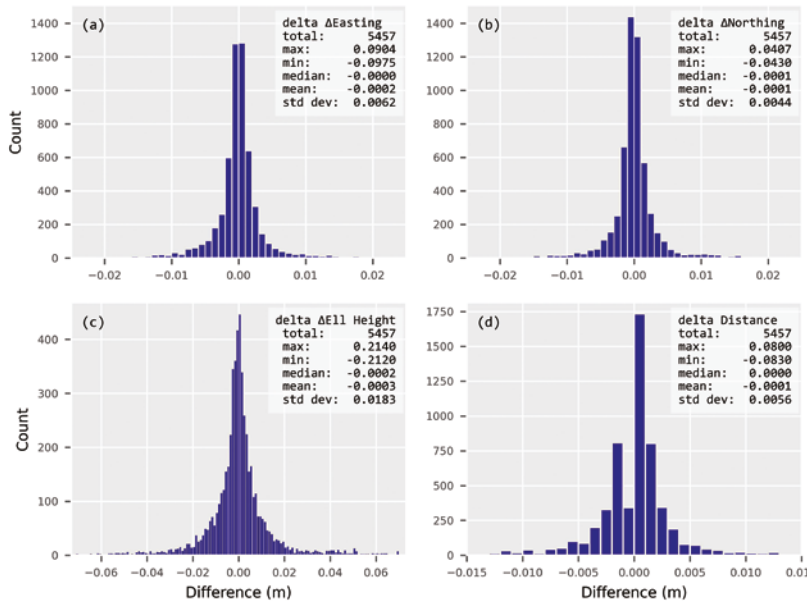 (a)
delta ΔEasting
total: 5457
max: 0.0904
min: -0.0975
median: -0.0000
mean: -0.0002
std dev: 0.0062
1400
1200
1000
800
600
400
200
0
Count
−0.02 −0.01 0.00 0.01 0.02
(b)
delta ΔNorthing
total: 5457
max: 0.0407
min: -0.0430
median: -0.0001
mean: -0.0001
std dev: 0.0044
1400
1200
1000
800
600
400
200
0
−0.02 −0.01 0.00 0.01 0.02
(c)
delta ΔEll Height
total: 5457
max: 0.2140
min: -0.2120
median: -0.0002
mean: -0.0003
std dev: 0.0183
400
300
200
100
0
Count
−0.06 −0.04 −0.02 0.00 0.02 0.04 0.06
Difference (m)
(d)
delta Distance
total: 5457
max: 0.0800
min: -0.0830
median: 0.0000
mean: -0.0001
std dev: 0.0056
1750
1500
1250
1000
750
500
250
0
−0.015 −0.010 −0.005 0.000 0.005 0.010 0.01
Difference (m)